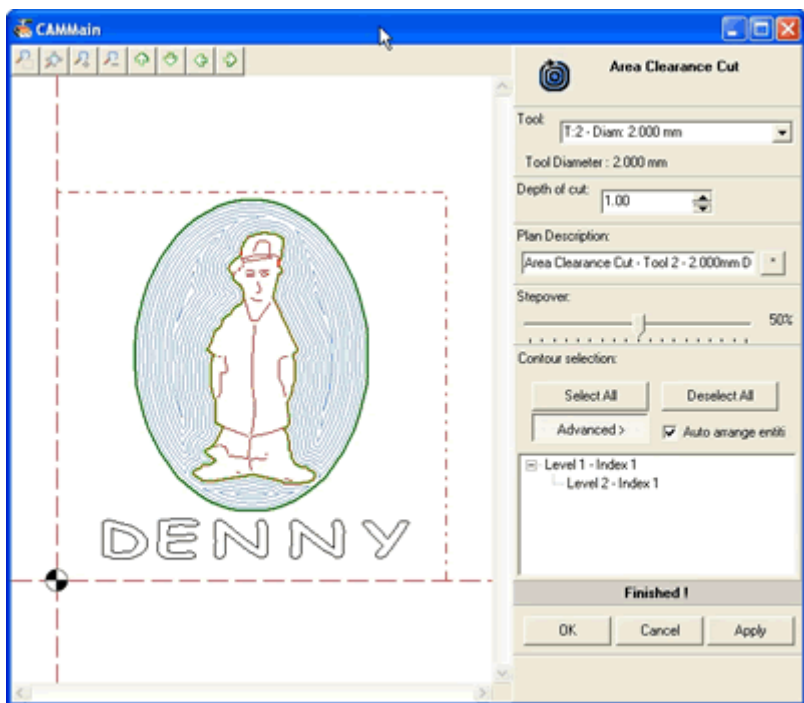 CAMMain
Area Clearance Cut
Tool:
T:2 - Diam: 2.000 mm
Tool Diameter : 2.000 mm
Depth of cut:
1.00
Plan Description:
Area Clearance Cut - Tool 2 - 2.000mm D
*
Stepover:
50%
Contour selection:
Select All
Deselect All
Advanced >
Auto arrange entiti
Level 1 - Index 1
Level 2 - Index 1
DENNY
Finished !
OK
Cancel
Apply